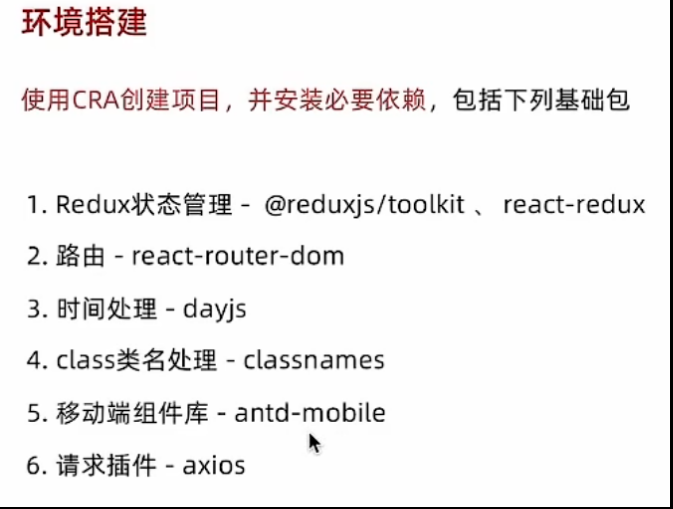 环境搭建
使用CRA创建项目，并安装必要依赖，包括下列基础包
1. Redux状态管理 - @reduxjs/toolkit 、 react-redux
2. 路由 - react-router-dom
3. 时间处理 - dayjs
4. class类名处理 - classnames
5. 移动端组件库 - antd-mobile
6. 请求插件 - axios